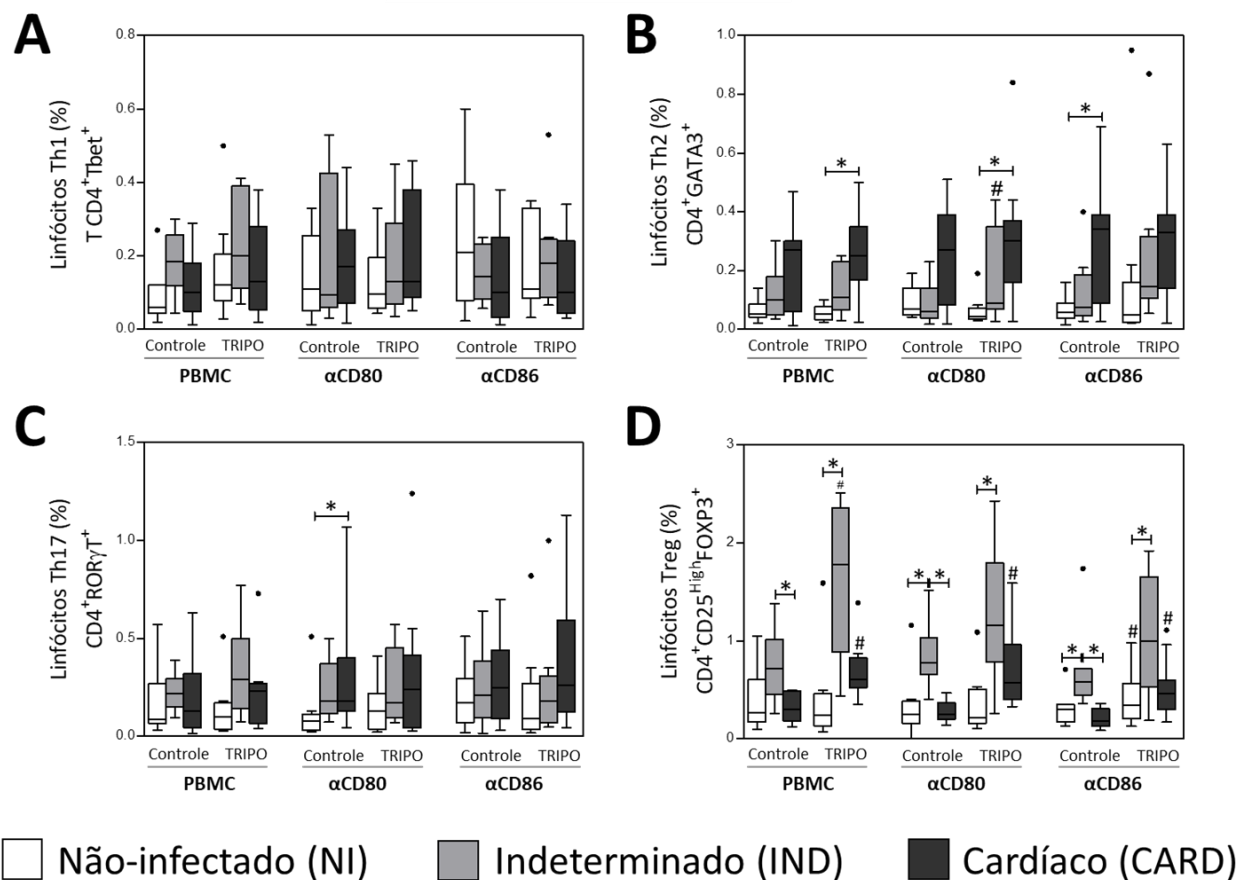 A
Linfócitos Th1 (%)
T CD4⁺Tbet⁺
0.8
0.6
0.4
0.2
0.0
Controle TRIPO Controle TRIPO Controle TRIPO
PBMC αCD80 αCD86
B
Linfócitos Th2 (%)
CD4⁺GATA3⁺
1.0
0.8
0.6
0.4
0.2
0.0
* * # *
Controle TRIPO Controle TRIPO Controle TRIPO
PBMC αCD80 αCD86
C
Linfócitos Th17 (%)
CD4⁺RORγT⁺
1.5
1.0
0.5
0.0
*
Controle TRIPO Controle TRIPO Controle TRIPO
PBMC αCD80 αCD86
D
Linfócitos Treg (%)
CD4⁺CD25ᴴⁱᵍʰFOXP3⁺
3
2
1
0
* * # # * * * # * * # * #
Controle TRIPO Controle TRIPO Controle TRIPO
PBMC αCD80 αCD86
Não-infectado (NI) Indeterminado (IND) Cardíaco (CARD)